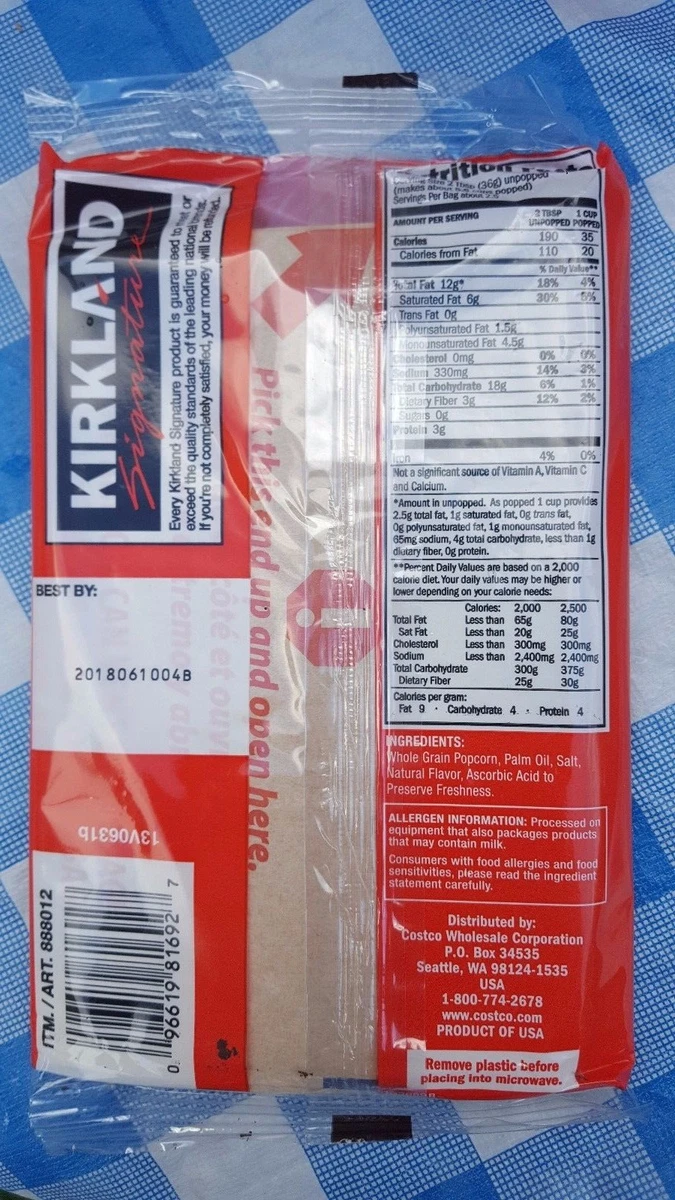 KIRKLAND
Signature
Every Kirkland Signature product is guaranteed to
exceed the quality standards of the leading national
If you're not completely satisfied, your money will be
BEST BY:
2018061004B
13V0631b
ITM. / ART. 888012
0 96619 81692 7
Pick this end up and open here.
(36g) unpopped
(makes about popped)
Servings Per Bag about
AMOUNT PER SERVING
2 TBSP 1 CUP
UNPOPPED POPPED
Calories 190 35
Calories from Fat 110 20
% Daily Value**
Total Fat 12g* 18% 4%
Saturated Fat 6g 30% 5%
Trans Fat 0g
Polyunsaturated Fat 1.5g
Monounsaturated Fat 4.5g
Cholesterol 0mg 0% 0%
Sodium 330mg 14% 3%
Total Carbohydrate 18g 6% 1%
Dietary Fiber 3g 12% 2%
Sugars 0g
Protein 3g
Iron 4% 0%
Not a significant source of Vitamin A, Vitamin C
and Calcium.
*Amount in unpopped. As popped 1 cup provides
2.5g total fat, 1g saturated fat, 0g trans fat,
0g polyunsaturated fat, 1g monounsaturated fat,
65mg sodium, 4g total carbohydrate, less than 1g
dietary fiber, 0g protein.
**Percent Daily Values are based on a 2,000
calorie diet. Your daily values may be higher or
lower depending on your calorie needs:
Calories: 2,000 2,500
Total Fat Less than 65g 80g
Sat Fat Less than 20g 25g
Cholesterol Less than 300mg 300mg
Sodium Less than 2,400mg 2,400mg
Total Carbohydrate 300g 375g
Dietary Fiber 25g 30g
Calories per gram:
Fat 9 · Carbohydrate 4 · Protein 4
INGREDIENTS:
Whole Grain Popcorn, Palm Oil, Salt,
Natural Flavor, Ascorbic Acid to
Preserve Freshness.
ALLERGEN INFORMATION: Processed on
equipment that also packages products
that may contain milk.
Consumers with food allergies and food
sensitivities, please read the ingredient
statement carefully.
Distributed by:
Costco Wholesale Corporation
P.O. Box 34535
Seattle, WA 98124-1535
USA
1-800-774-2678
www.costco.com
PRODUCT OF USA
Remove plastic before
placing into microwave.